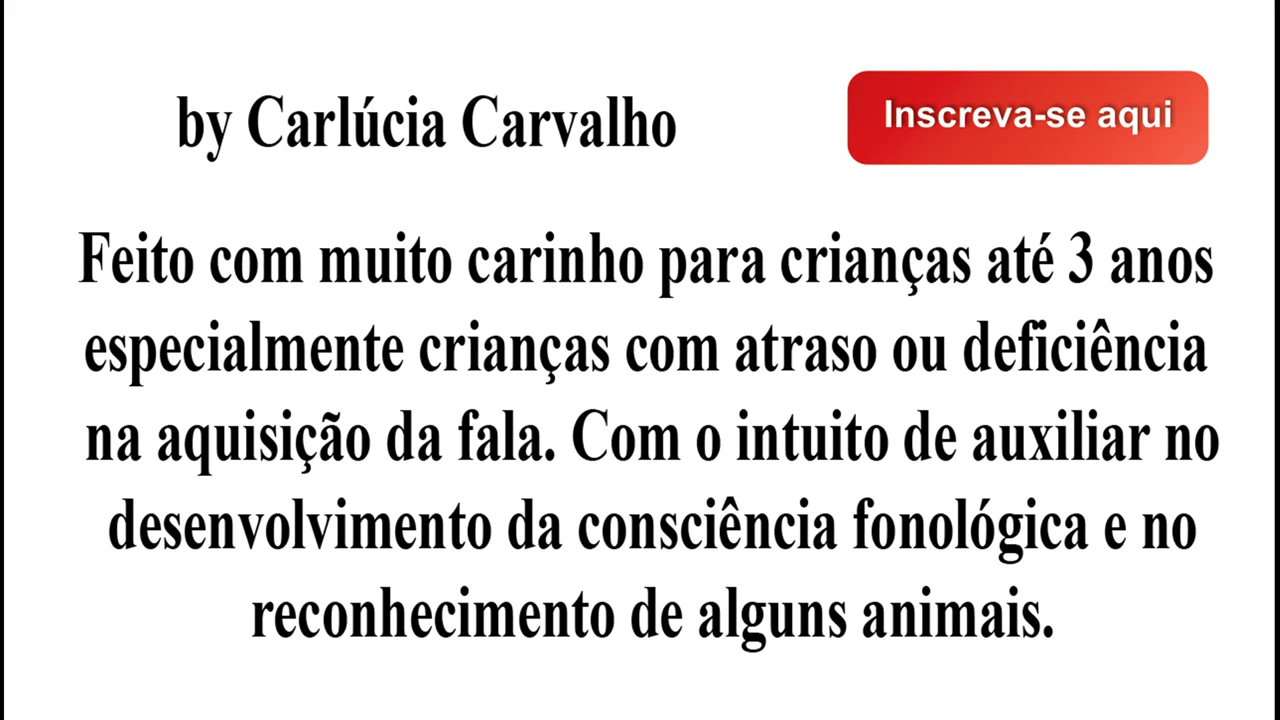 by Carlúcia Carvalho
Inscreva-se aqui
Feito com muito carinho para crianças até 3 anos
especialmente crianças com atraso ou deficiência
na aquisição da fala. Com o intuito de auxiliar no
desenvolvimento da consciência fonológica e no
reconhecimento de alguns animais.